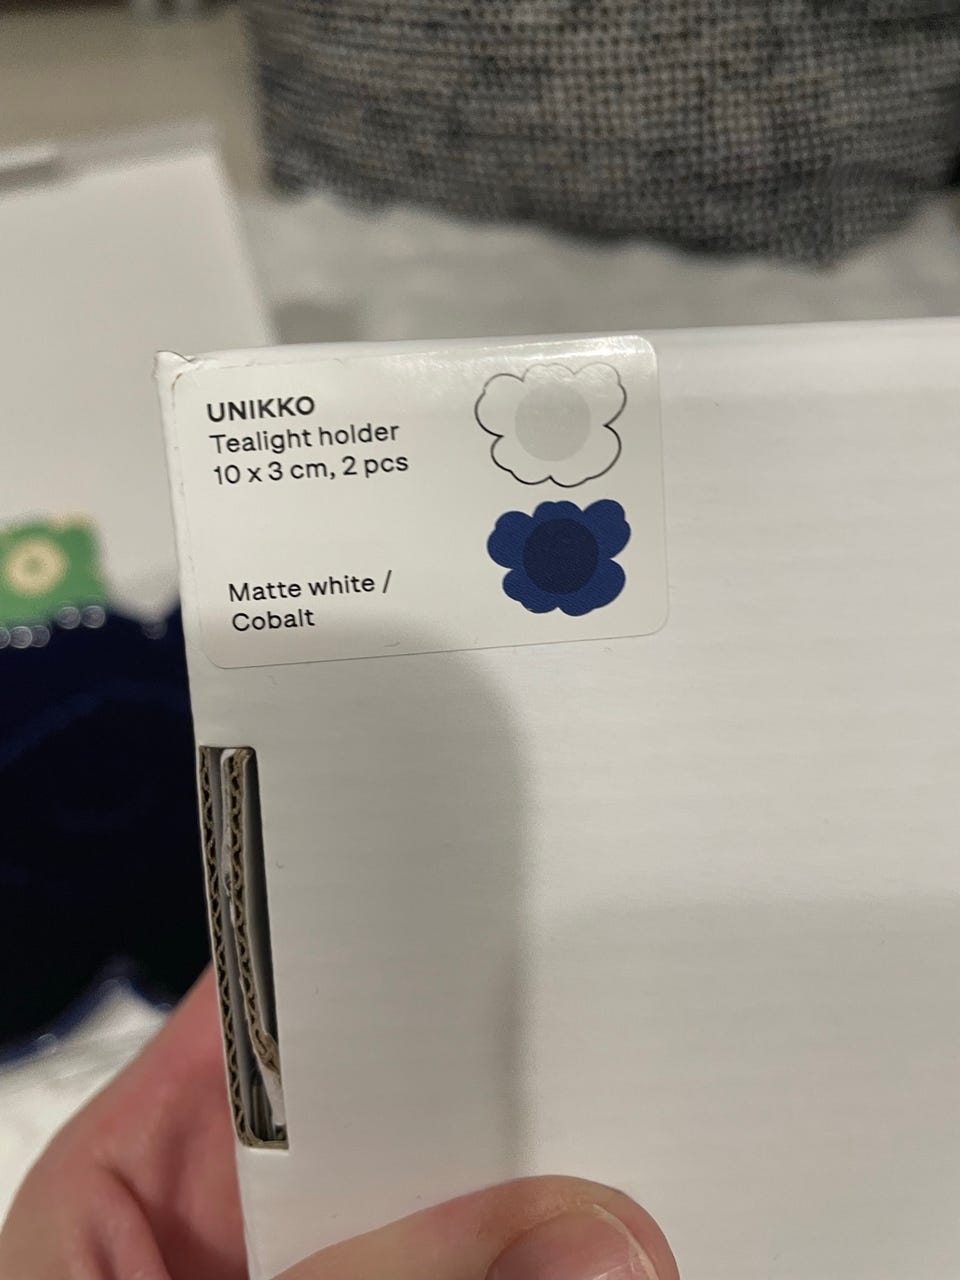 UNIKKO
Tealight holder
10 x 3 cm, 2 pcs
Matte white /
Cobalt